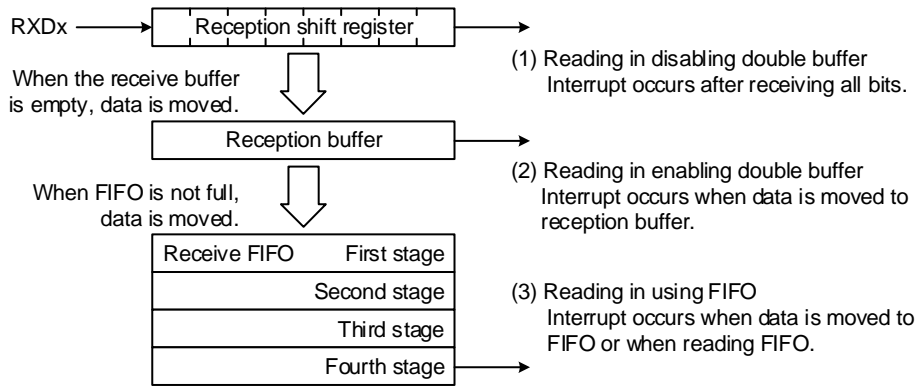 RXDx
Reception shift register
When the receive buffer
is empty, data is moved.
(1) Reading in disabling double buffer
Interrupt occurs after receiving all bits.
Reception buffer
When FIFO is not full,
data is moved.
(2) Reading in enabling double buffer
Interrupt occurs when data is moved to
reception buffer.
Receive FIFO First stage
Second stage
Third stage
Fourth stage
(3) Reading in using FIFO
Interrupt occurs when data is moved to
FIFO or when reading FIFO.